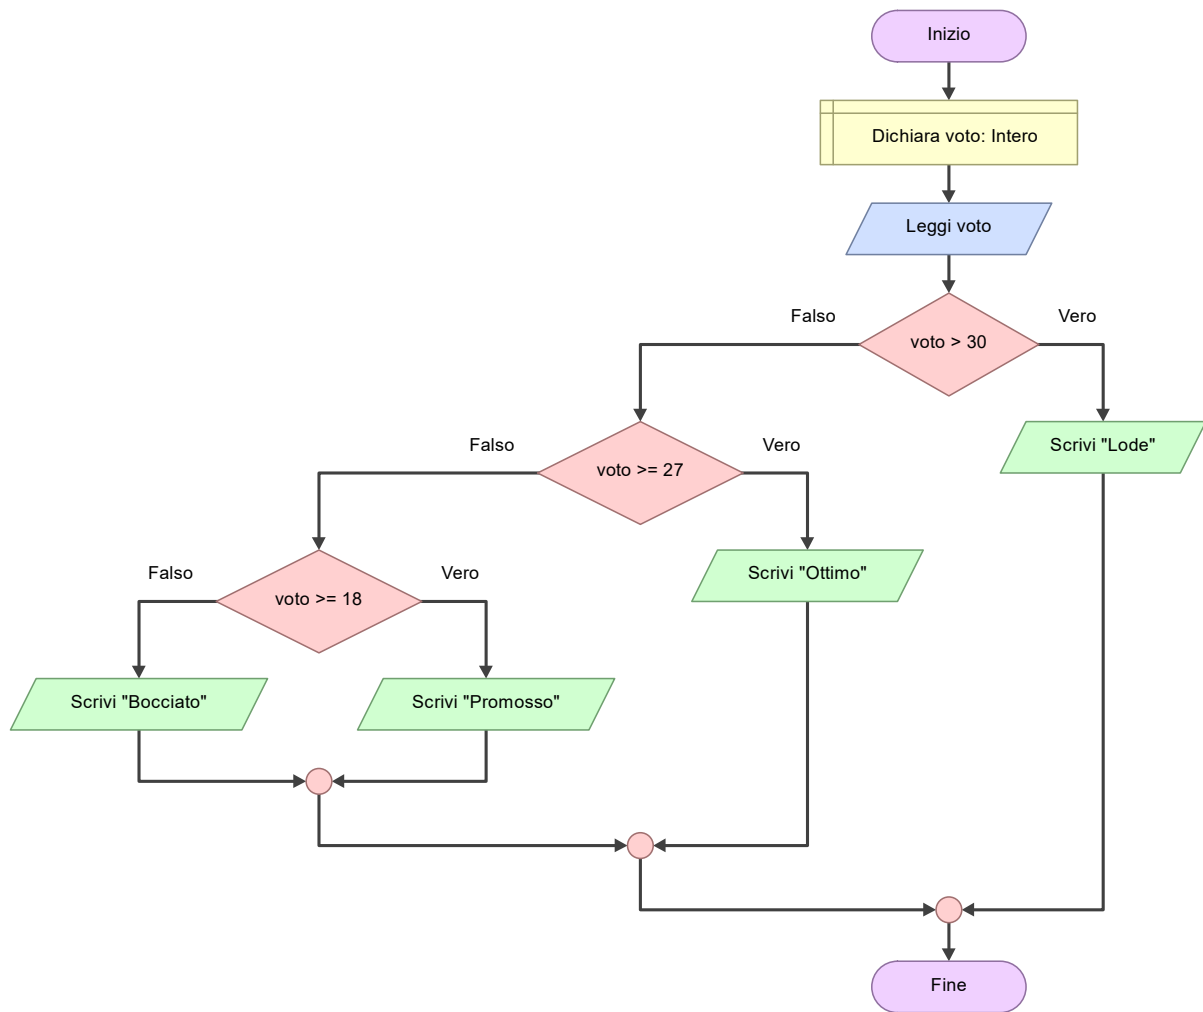 Inizio
Dichiara voto: Intero
Leggi voto
Falso
Vero
voto > 30
Falso
Vero
Scrivi "Lode"
voto >= 27
Falso
Vero
Scrivi "Ottimo"
voto >= 18
Scrivi "Bocciato"
Scrivi "Promosso"
Fine